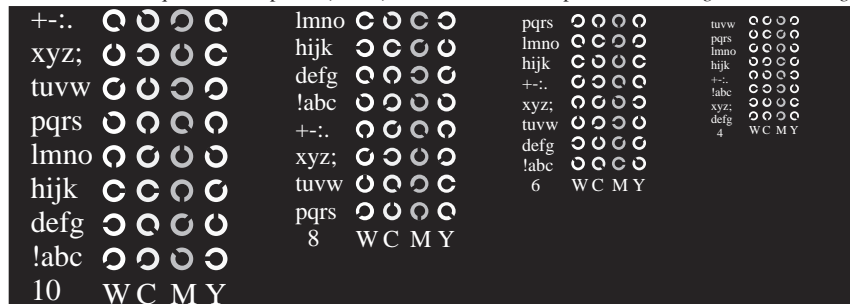 +-:.
xyz;
tuvw
pqrs
lmno
hijk
defg
!abc
10 W C M Y
lmno
hijk
defg
!abc
+-:.
xyz;
tuvw
pqrs
8 W C M Y
pqrs
lmno
hijk
+-:.
xyz;
tuvw
defg
!abc
6 W C M Y
tuvw
pqrs
lmno
hijk
+-:.
!abc
xyz;
defg
4 W C M Y